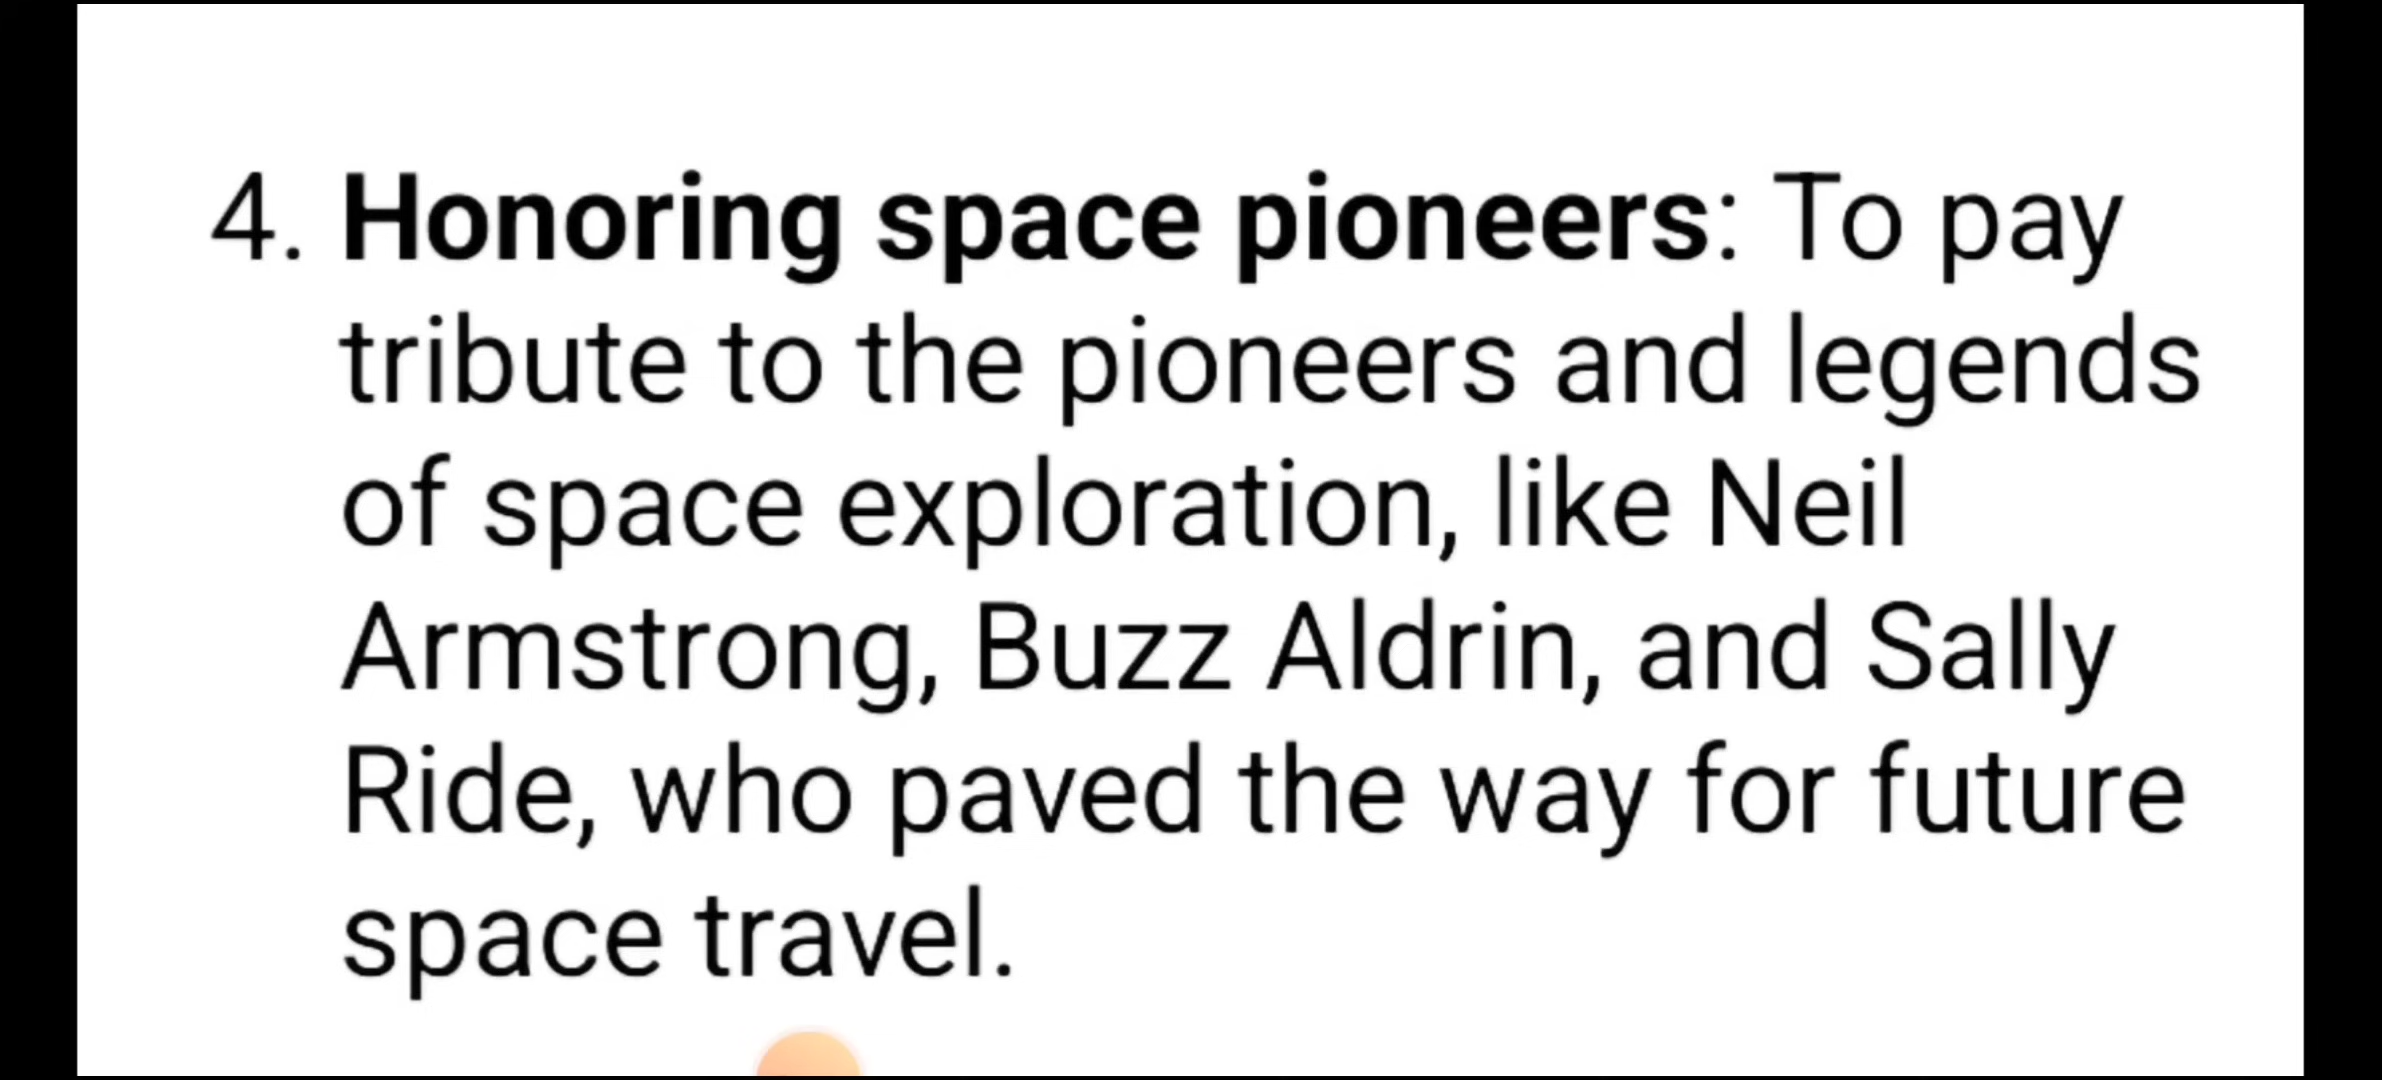 4. Honoring space pioneers: To pay
tribute to the pioneers and legends
of space exploration, like Neil
Armstrong, Buzz Aldrin, and Sally
Ride, who paved the way for future
space travel.